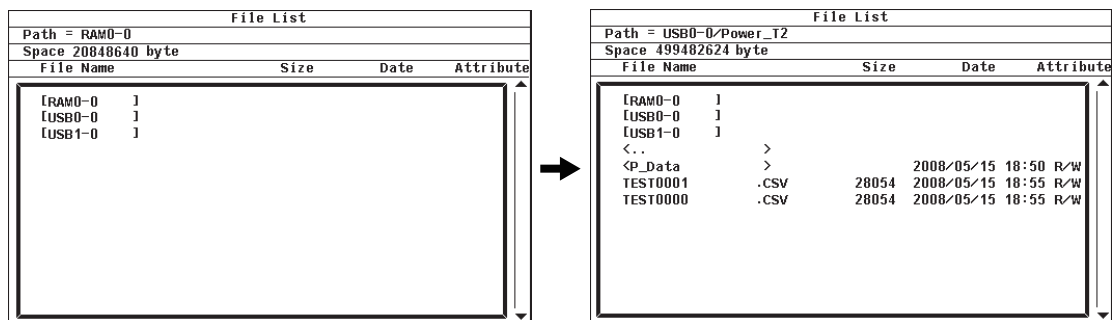 File List
Path = RAM0-0
Space 20848640 byte
File Name Size Date Attribute
[RAM0-0 ]
[USB0-0 ]
[USB1-0 ]
File List
Path = USB0-0/Power_T2
Space 499482624 byte
File Name Size Date Attribute
[RAM0-0 ]
[USB0-0 ]
[USB1-0 ]
<.. >
<P_Data > 2008/05/15 18:50 R/W
TEST0001 .CSV 28054 2008/05/15 18:55 R/W
TEST0000 .CSV 28054 2008/05/15 18:55 R/W